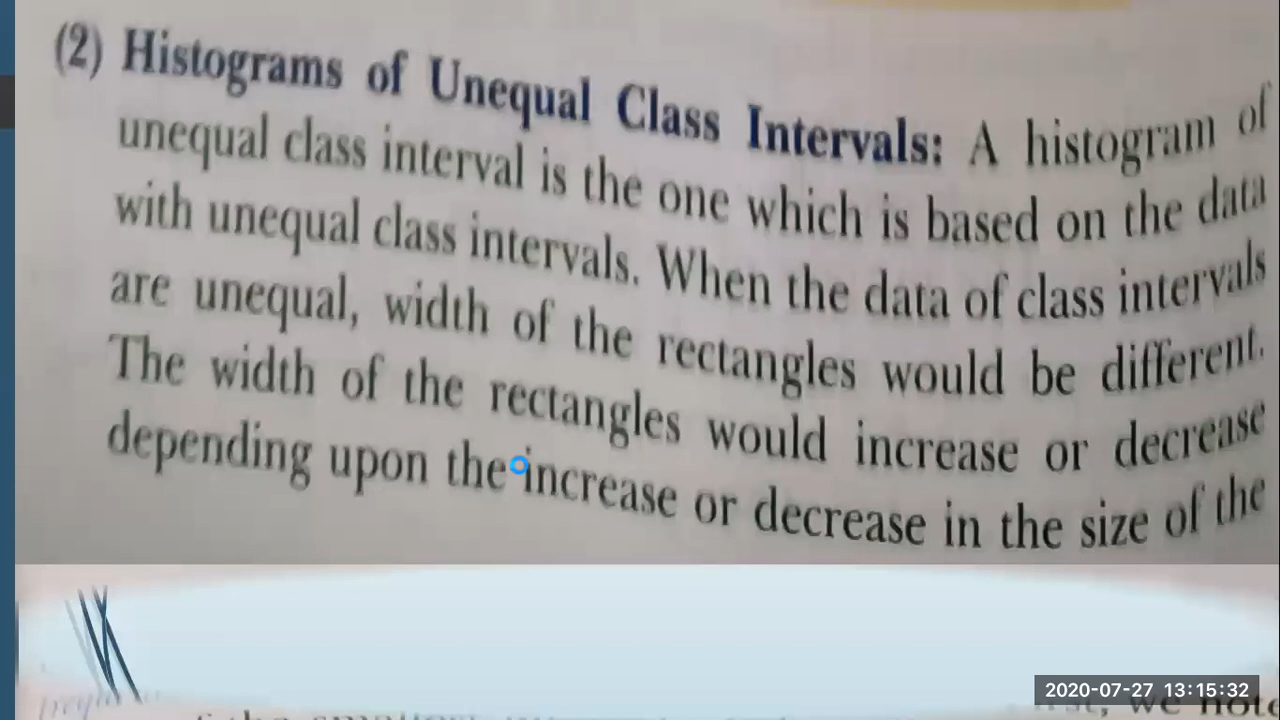 (2) Histograms of Unequal Class Intervals: A histogram of
unequal class interval is the one which is based on the data
with unequal class intervals. When the data of class intervals
are unequal, width of the rectangles would be different.
The width of the rectangles would increase or decrease
depending upon the increase or decrease in the size of the
2020-07-27 13:15:32
we note